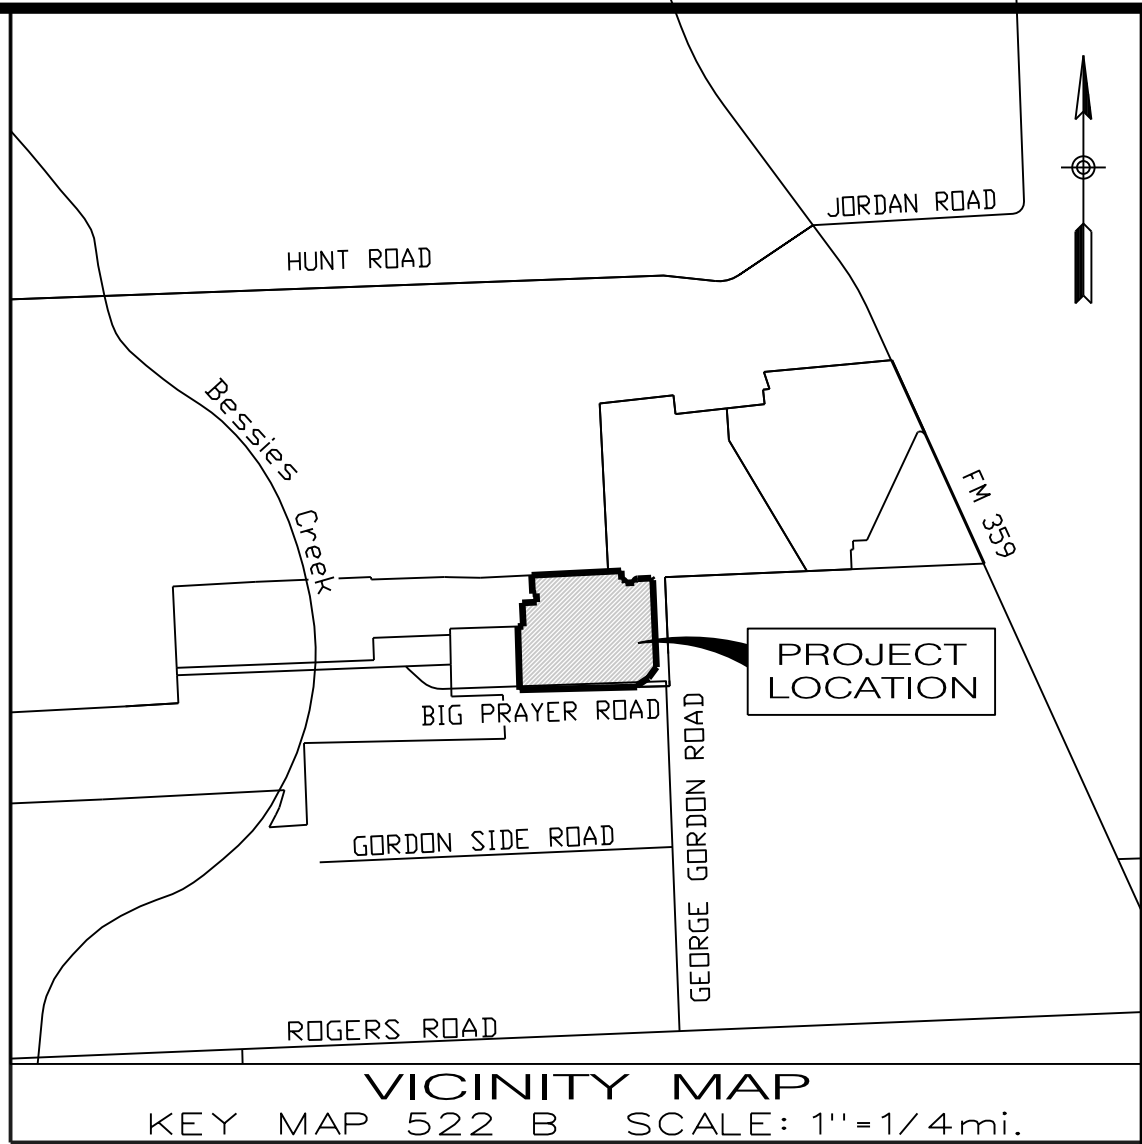 JORDAN ROAD
HUNT ROAD
Bessies Creek
FM 359
PROJECT
LOCATION
BIG PRAYER ROAD
GEORGE GORDON ROAD
GORDON SIDE ROAD
ROGERS ROAD
VICINITY MAP
KEY MAP 522 B SCALE: 1"=1/4mi.